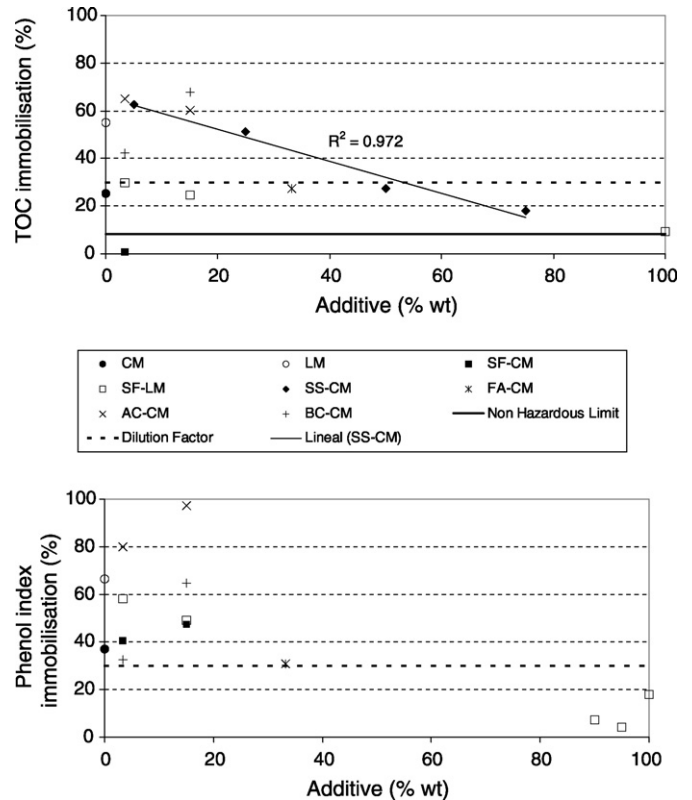 100
80
60
40
20
0
TOC immobilisation (%)
R² = 0.972
0 20 40 60 80 100
Additive (% wt)
CM LM SF-CM
SF-LM SS-CM FA-CM
AC-CM BC-CM Non Hazardous Limit
Dilution Factor Lineal (SS-CM)
100
80
60
40
20
0
Phenol index
immobilisation (%)
0 20 40 60 80 100
Additive (% wt)